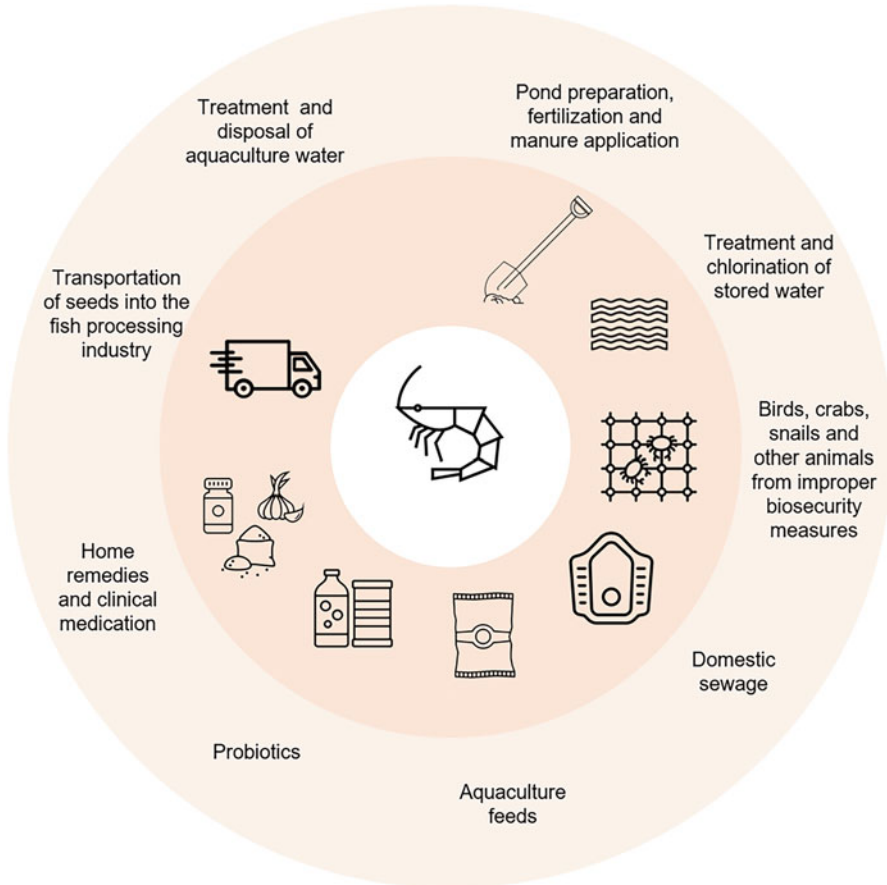 Treatment and
disposal of
aquaculture water
Pond preparation,
fertilization and
manure application
Treatment and
chlorination of
stored water
Birds, crabs,
snails and
other animals
from improper
biosecurity
measures
Domestic
sewage
Aquaculture
feeds
Probiotics
Home
remedies
and clinical
medication
Transportation
of seeds into the
fish processing
industry